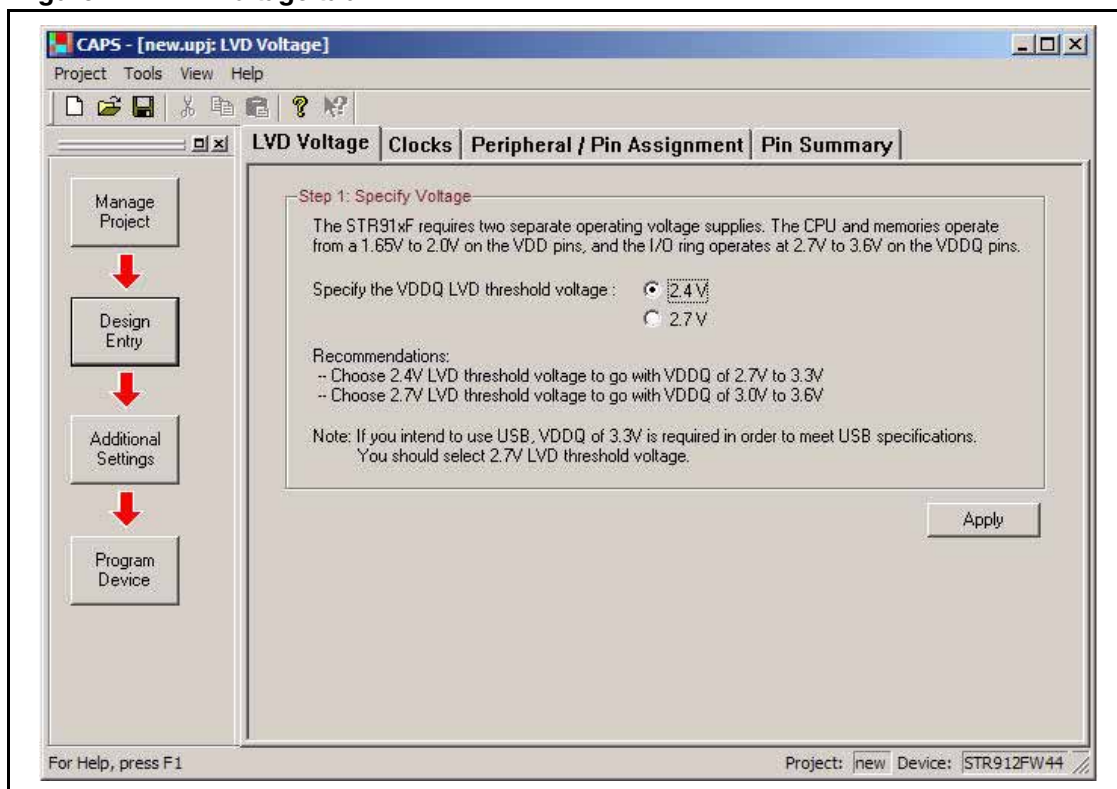 CAPS - [new.upj: LVD Voltage]
Project Tools View Help
LVD Voltage Clocks Peripheral / Pin Assignment Pin Summary
Manage
Project
Design
Entry
Additional
Settings
Program
Device
Step 1: Specify Voltage
The STR91xF requires two separate operating voltage supplies. The CPU and memories operate
from a 1.65V to 2.0V on the VDD pins, and the I/O ring operates at 2.7V to 3.6V on the VDDQ pins.
Specify the VDDQ LVD threshold voltage : 2.4 V
2.7 V
Recommendations:
-- Choose 2.4V LVD threshold voltage to go with VDDQ of 2.7V to 3.3V
-- Choose 2.7V LVD threshold voltage to go with VDDQ of 3.0V to 3.6V
Note: If you intend to use USB, VDDQ of 3.3V is required in order to meet USB specifications.
You should select 2.7V LVD threshold voltage.
Apply
For Help, press F1
Project: new Device: STR912FW44